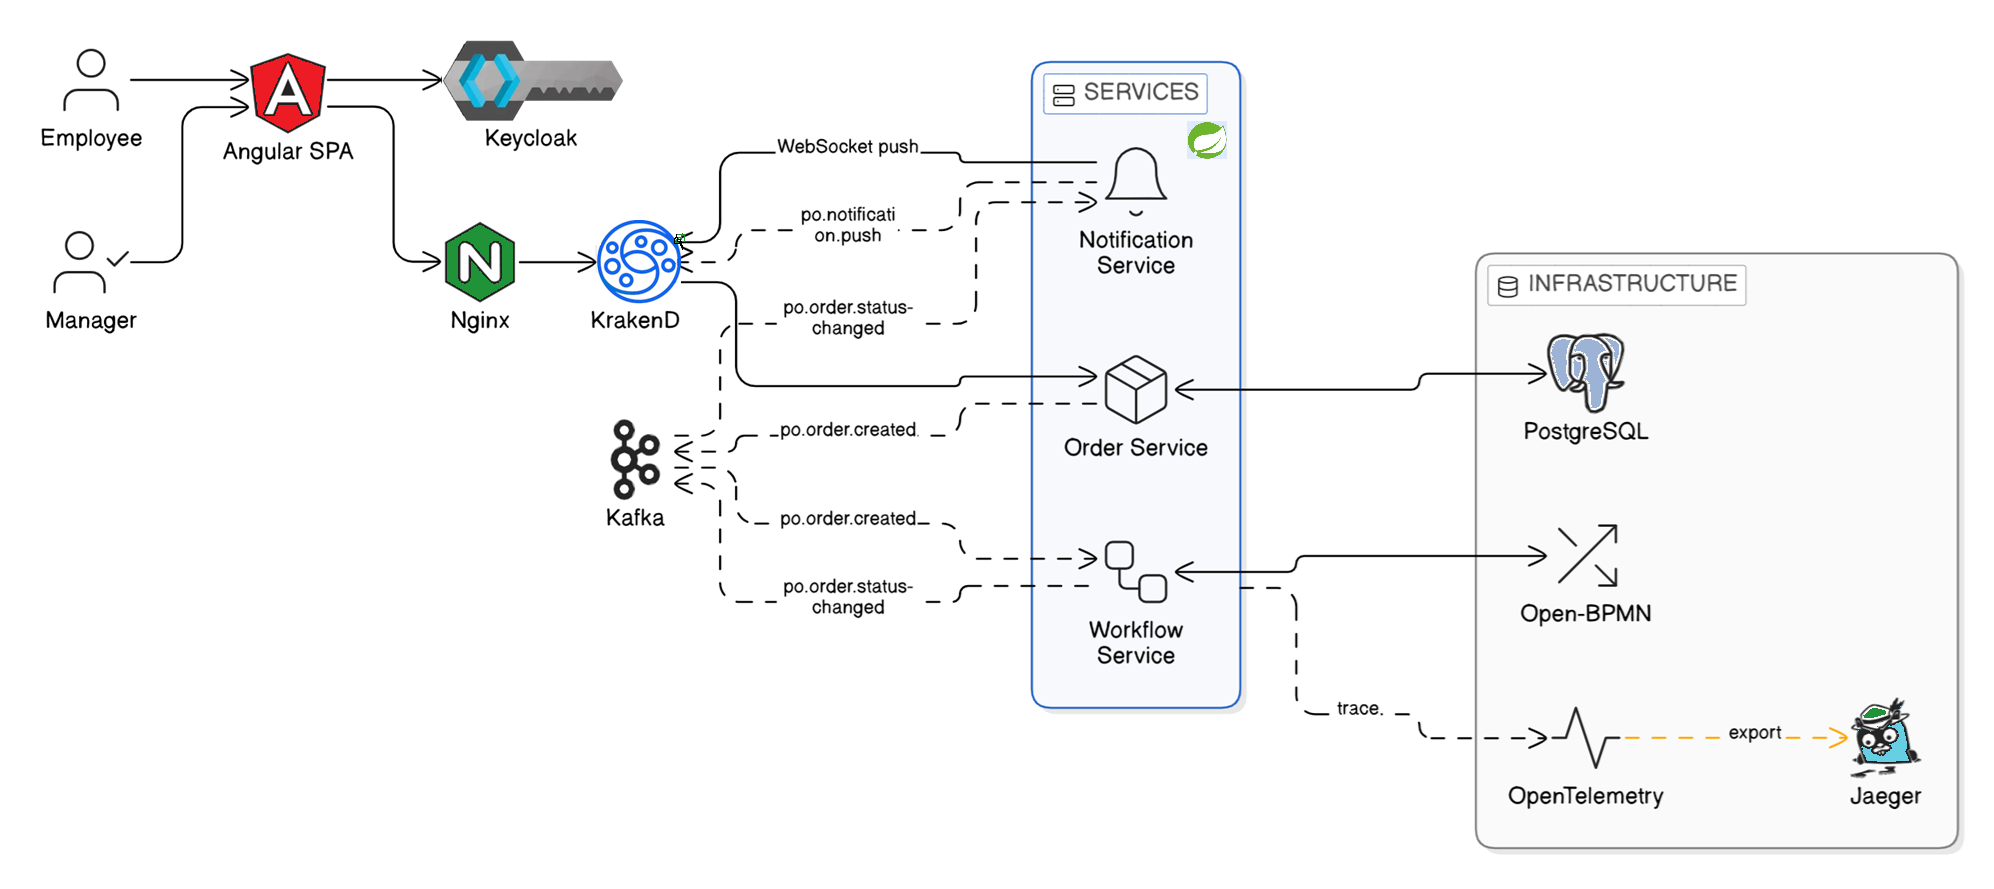 Employee
Angular SPA
Keycloak
Manager
Nginx
KrakenD
Kafka
WebSocket push
po.notificati
on.push
po.order.status-
changed
po.order.created
po.order.created
po.order.status-
changed
SERVICES
Notification
Service
Order Service
Workflow
Service
trace
INFRASTRUCTURE
PostgreSQL
Open-BPMN
OpenTelemetry
export
Jaeger